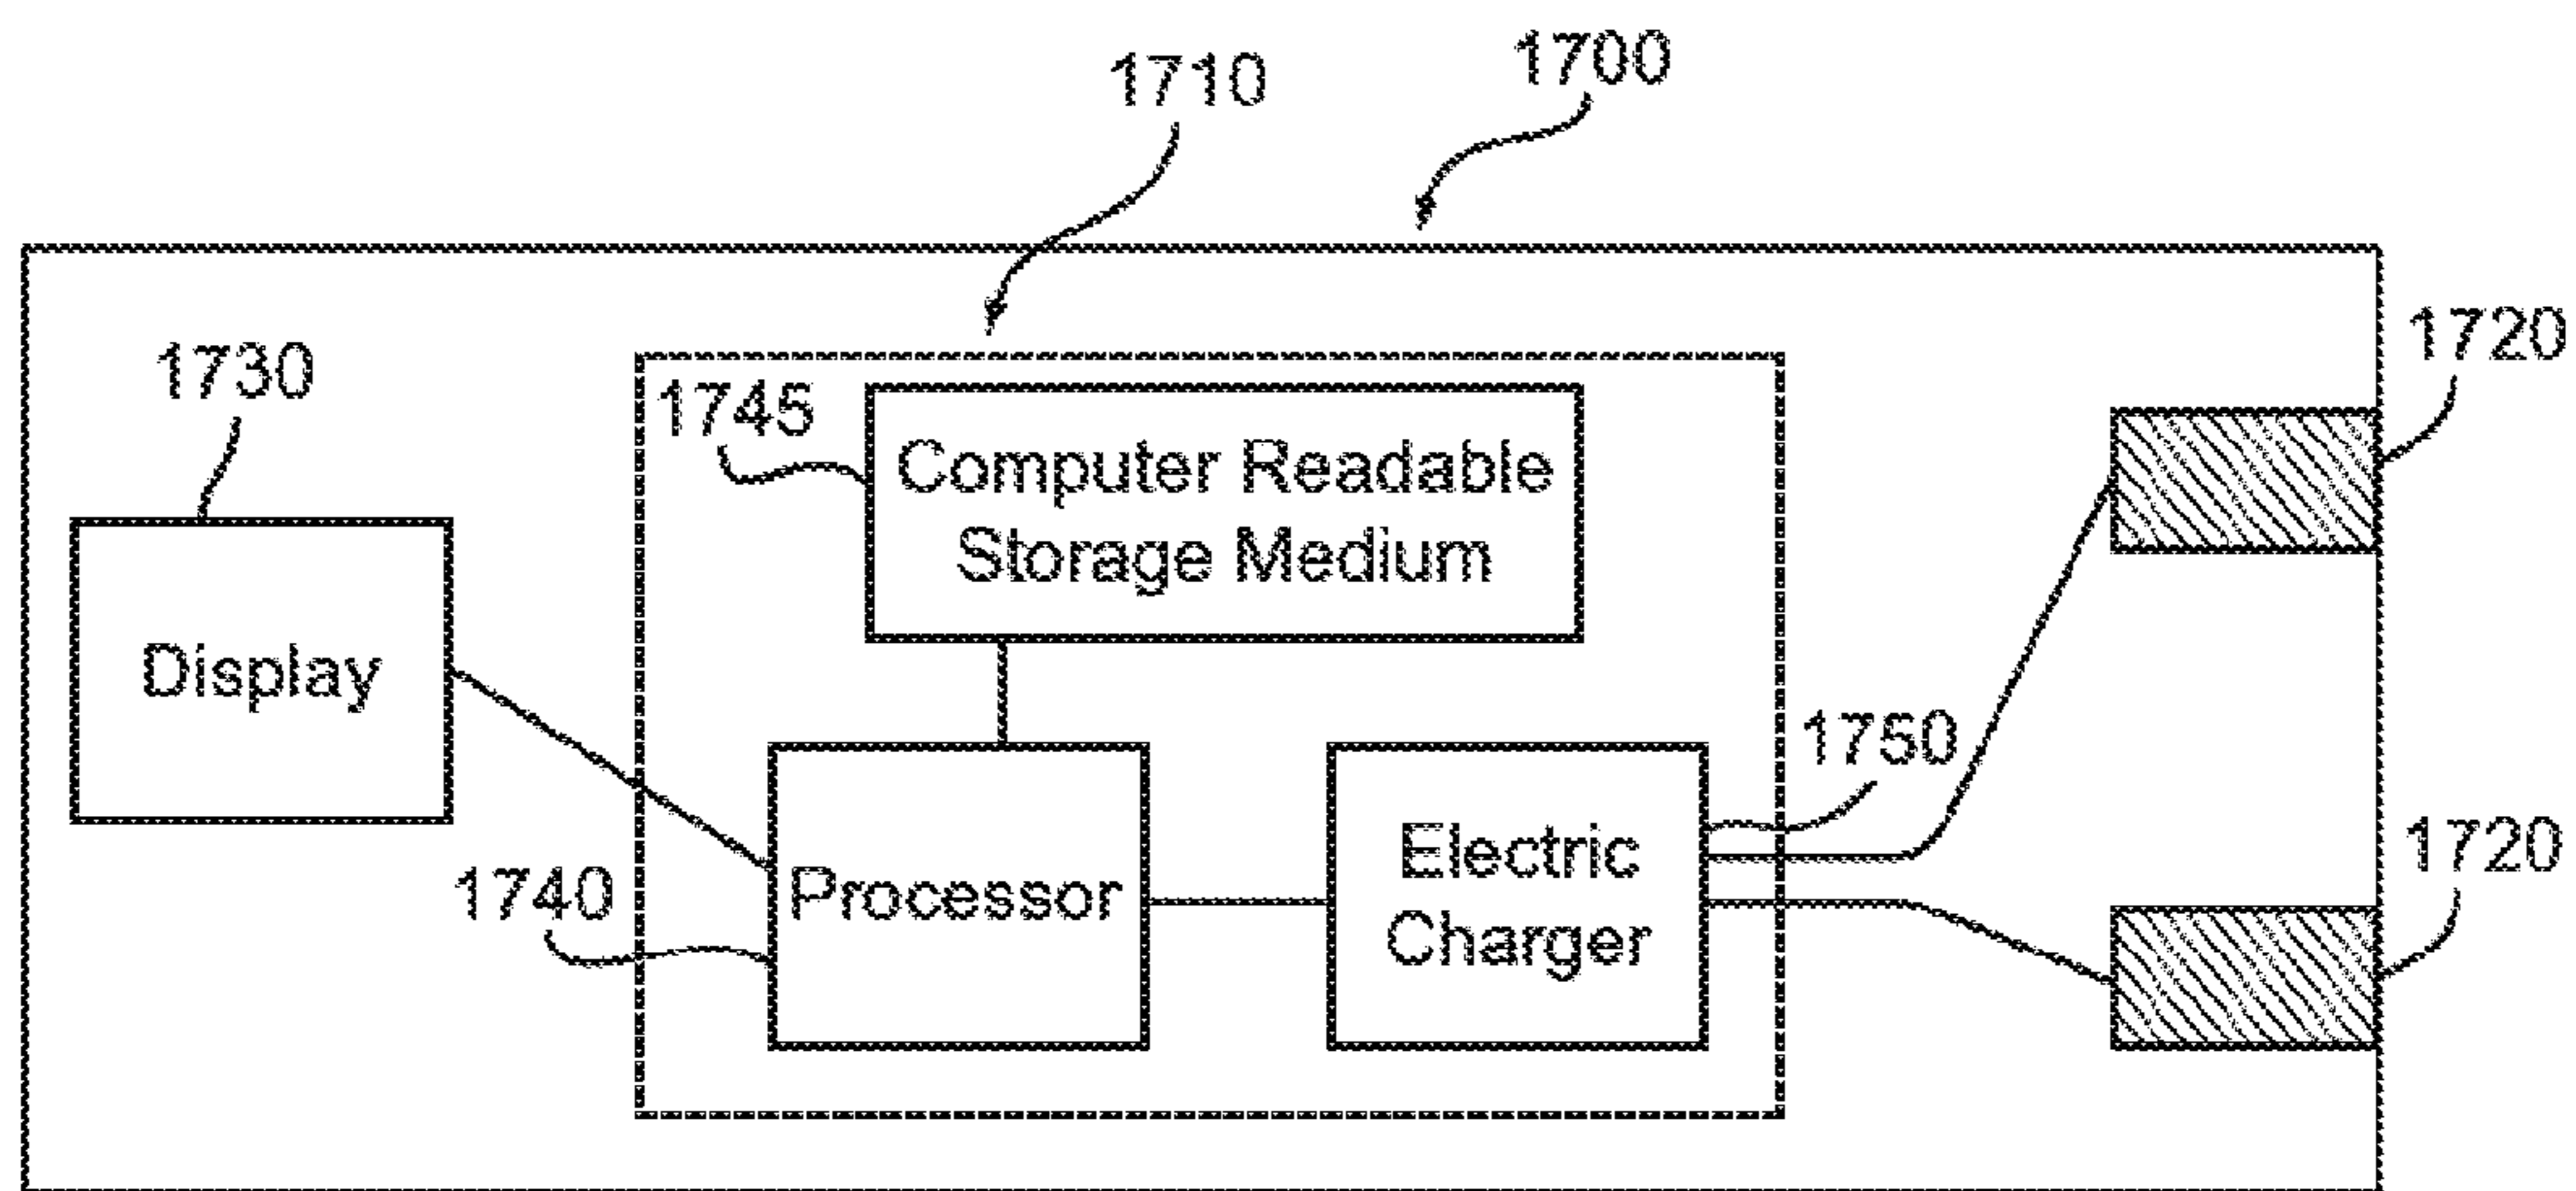 1700
1710
1720
1730
1745
Computer Readable
Storage Medium
Display
1750
1720
1740
Processor
Electric
Charger